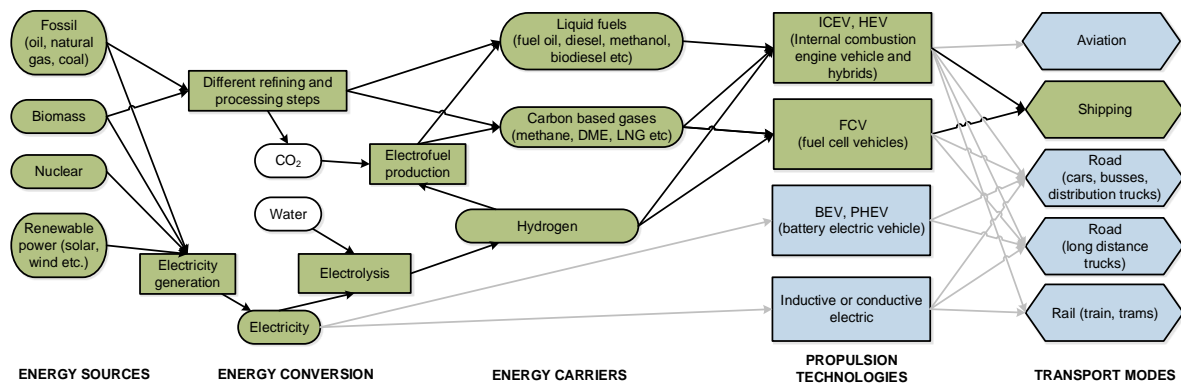 Fossil
(oil, natural
gas, coal)
Biomass
Nuclear
Renewable
power (solar,
wind etc.)
Different refining and
processing steps
CO₂
Water
Electricity
generation
Electrolysis
Electricity
Liquid fuels
(fuel oil, diesel, methanol,
biodiesel etc)
Carbon based gases
(methane, DME, LNG etc)
Electrofuel
production
Hydrogen
ICEV, HEV
(Internal combustion
engine vehicle and
hybrids)
FCV
(fuel cell vehicles)
BEV, PHEV
(battery electric vehicle)
Inductive or conductive
electric
Aviation
Shipping
Road
(cars, busses,
distribution trucks)
Road
(long distance
trucks)
Rail (train, trams)
ENERGY SOURCES
ENERGY CONVERSION
ENERGY CARRIERS
PROPULSION
TECHNOLOGIES
TRANSPORT MODES